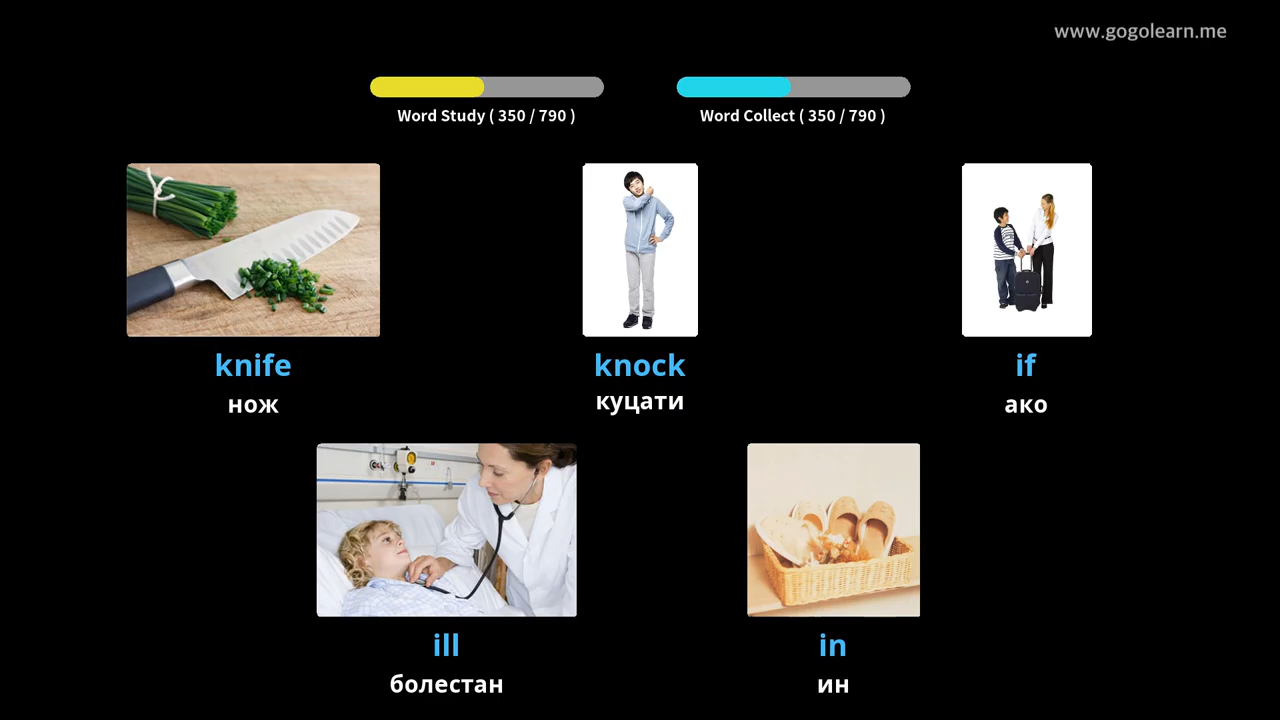 www.gogolearn.me
Word Study ( 350 / 790 )
Word Collect ( 350 / 790 )
knife
нож
knock
куцати
if
ако
ill
болестан
in
ин